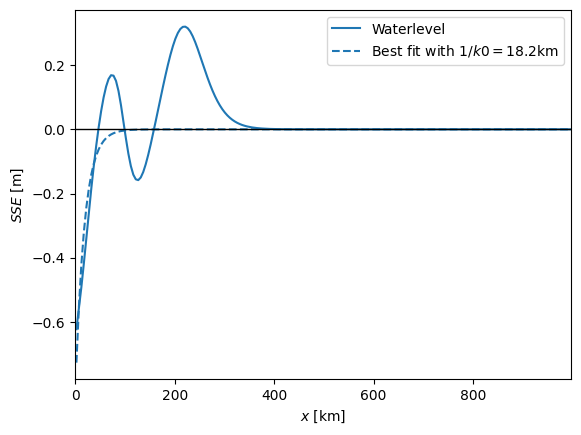 Waterlevel
Best fit with 1/k0 = 18.2km
SSE [m]
0.2
0.0
−0.2
−0.4
−0.6
0 200 400 600 800
x [km]